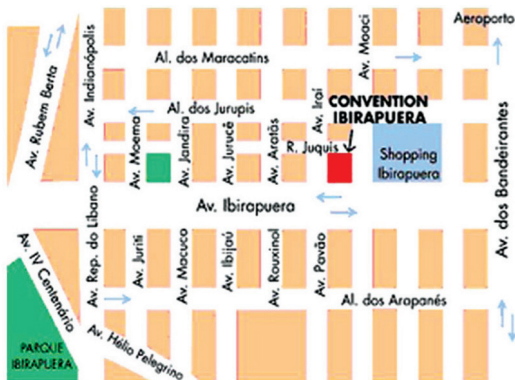 Aeroporto
Av. Rubem Berta
Av. Indianópolis
Al. dos Maracatins
Av. Moaci
Al. dos Jurupis
Av. Iraí
CONVENTION
IBIRAPUERA
Av. Moema
Av. Jandira
Av. Jurucê
Av. Aratãs
R. Juquis
Shopping
Ibirapuera
Av. dos Bandeirantes
Av. Ibirapuera
Av. Rep. do Líbano
Av. IV Centenário
Av. Juriti
Av. Macuco
Av. Ibijaú
Av. Rouxinol
Av. Pavão
Al. dos Arapanés
PARQUE
IBIRAPUERA
Av. Hélio Pelegrino